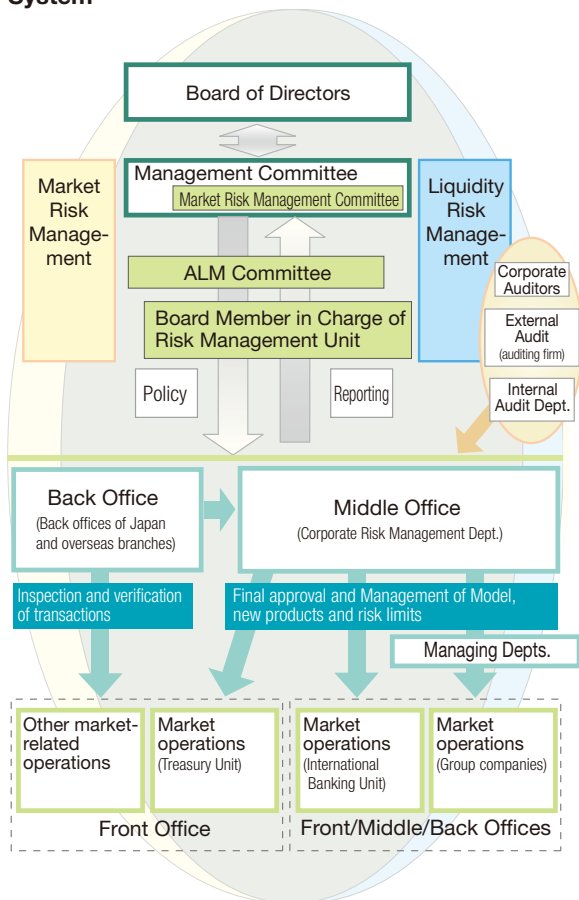 System
Board of Directors
Management Committee
Market Risk Management Committee
Market
Risk
Manage-
ment
Liquidity
Risk
Manage-
ment
ALM Committee
Board Member in Charge of
Risk Management Unit
Corporate
Auditors
External
Audit
(auditing firm)
Internal
Audit Dept.
Policy
Reporting
Back Office
(Back offices of Japan
and overseas branches)
Middle Office
(Corporate Risk Management Dept.)
Inspection and verification
of transactions
Final approval and Management of Model,
new products and risk limits
Managing Depts.
Other market-
related
operations
Market
operations
(Treasury Unit)
Market
operations
(International
Banking Unit)
Market
operations
(Group companies)
Front Office
Front/Middle/Back Offices